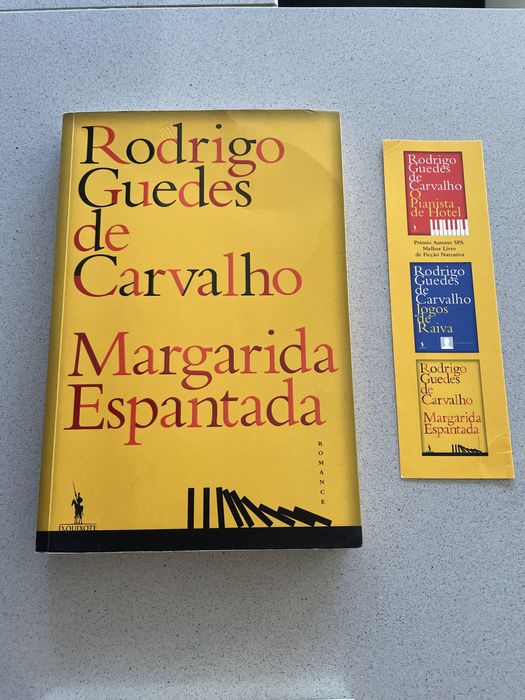 Rodrigo
Guedes
de
Carvalho
Margarida
Espantada
ROMANCE
D. QUIXOTE
Rodrigo
Guedes
de
Carvalho
O
Pianista
de Hotel
Prémio Autores SPA
Melhor Livro
de Ficção Narrativa
Rodrigo
Guedes
de
Carvalho
Jogos
de
Raiva
Rodrigo
Guedes
de
Carvalho
Margarida
Espantada